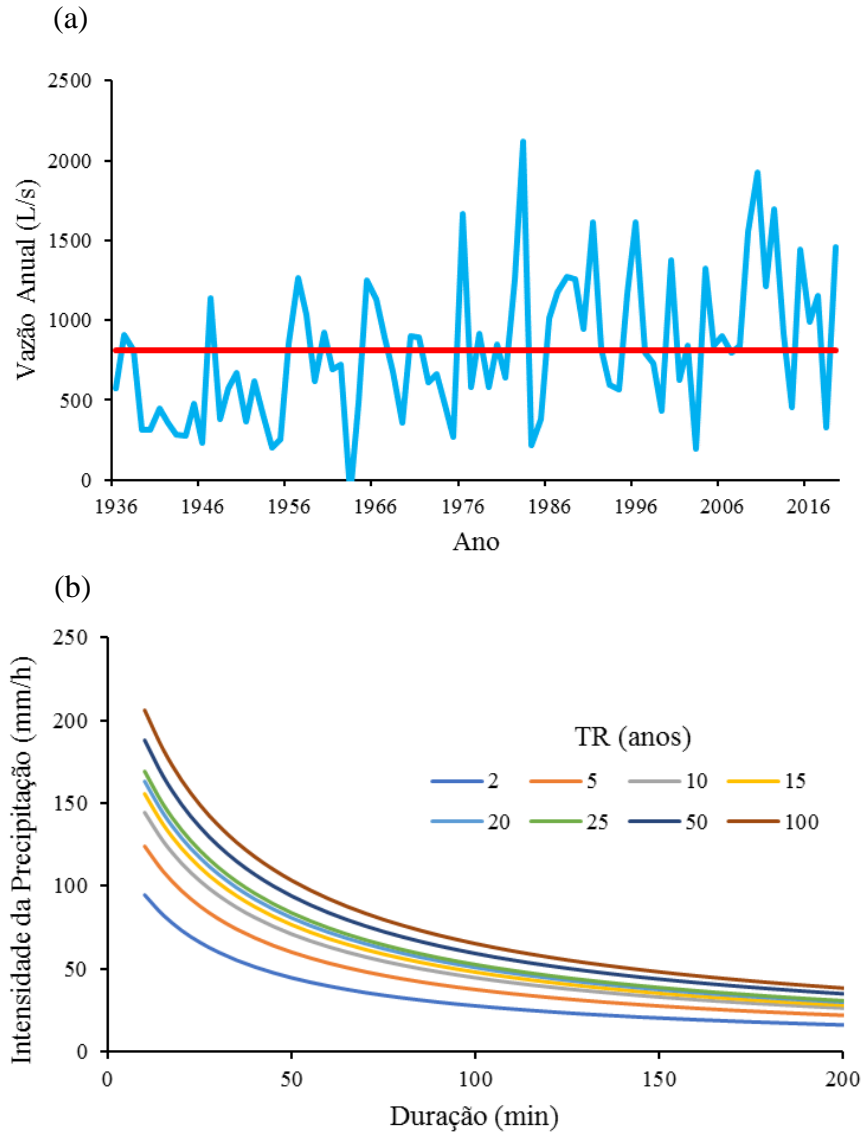 (a)
2500
2000
1500
1000
500
0
Vazão Anual (L/s)
1936 1946 1956 1966 1976 1986 1996 2006 2016
Ano
(b)
250
200
150
100
50
0
Intensidade da Precipitação (mm/h)
TR (anos)
2 5 10 15
20 25 50 100
0 50 100 150 200
Duração (min)